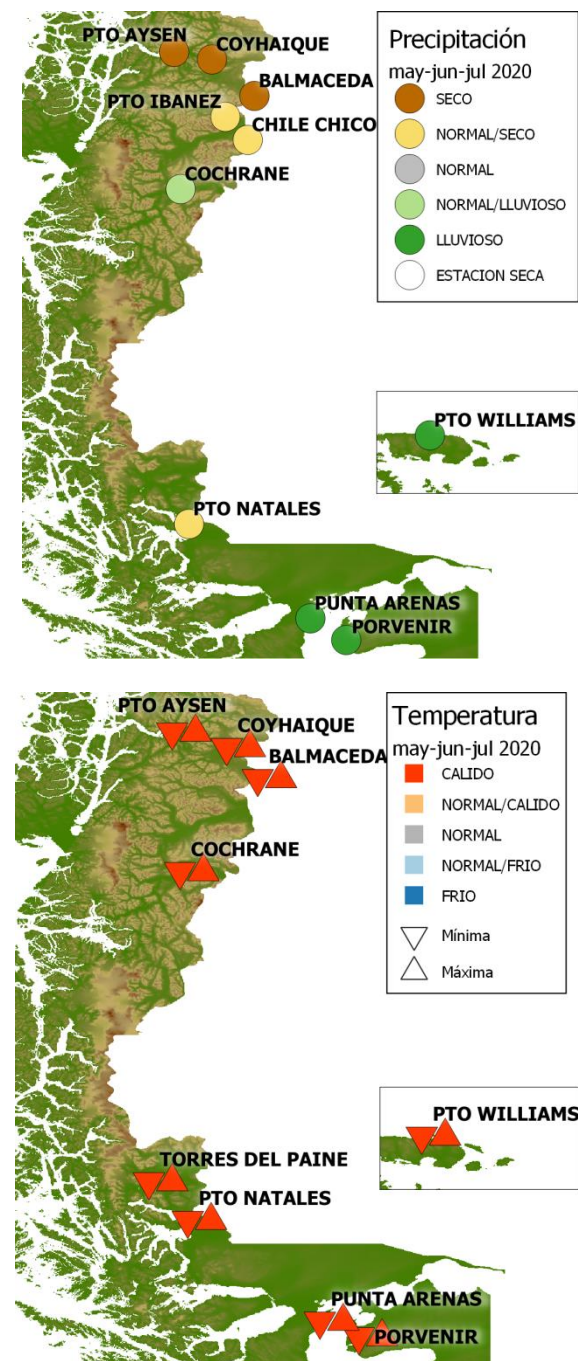 PTO AYSEN
COYHAIQUE
BALMACEDA
PTO IBANEZ
CHILE CHICO
COCHRANE
PTO NATALES
PUNTA ARENAS
PORVENIR
Precipitación
may-jun-jul 2020
SECO
NORMAL/SECO
NORMAL
NORMAL/LLUVIOSO
LLUVIOSO
ESTACION SECA
PTO WILLIAMS
PTO AYSEN
COYHAIQUE
BALMACEDA
COCHRANE
TORRES DEL PAINE
PTO NATALES
PUNTA ARENAS
PORVENIR
Temperatura
may-jun-jul 2020
CALIDO
NORMAL/CALIDO
NORMAL
NORMAL/FRIO
FRIO
Mínima
Máxima
PTO WILLIAMS